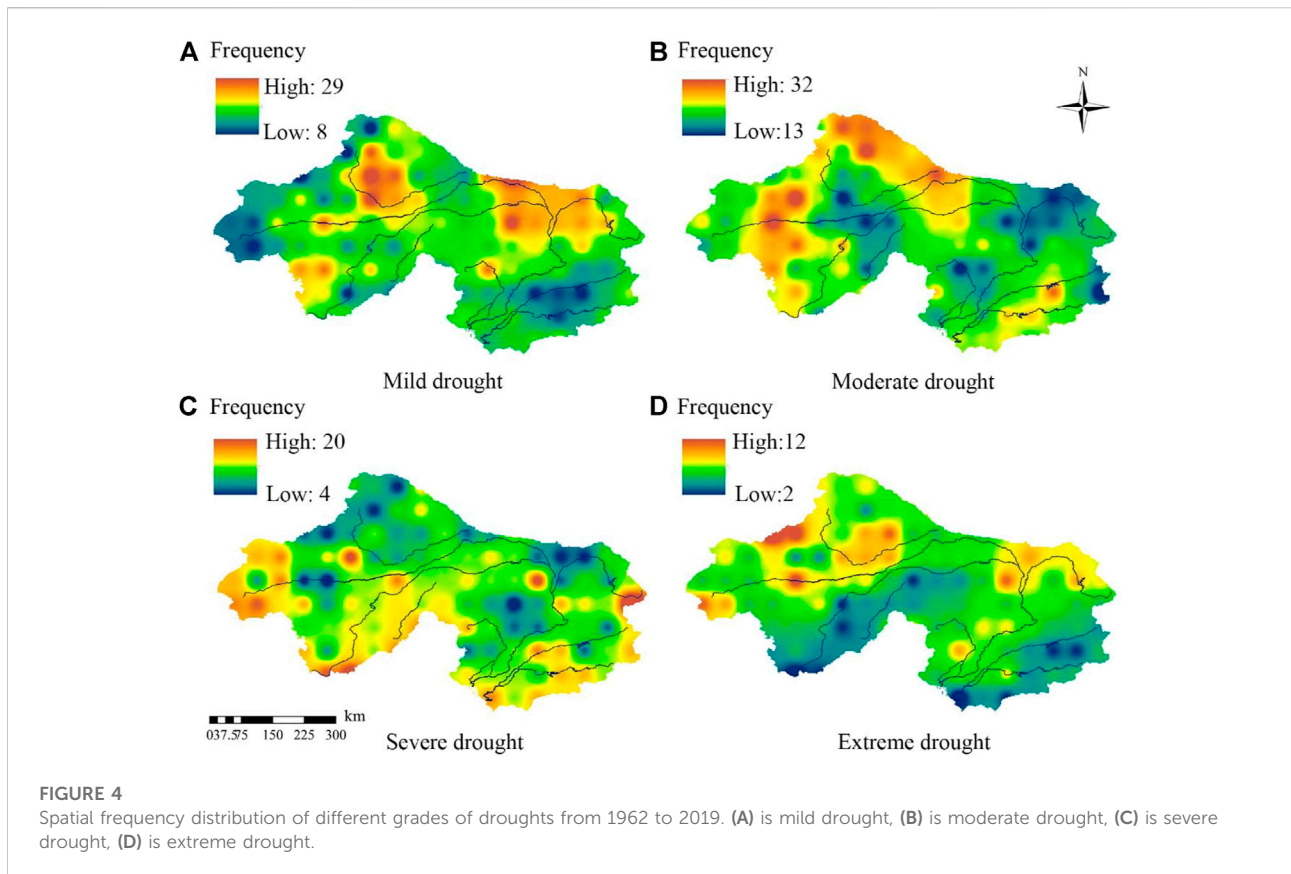 A Frequency
High: 29
Low: 8
Mild drought
B Frequency
High: 32
Low:13
N
Moderate drought
C Frequency
High: 20
Low: 4
037.575 150 225 300 km
Severe drought
D Frequency
High:12
Low:2
Extreme drought
FIGURE 4
Spatial frequency distribution of different grades of droughts from 1962 to 2019. (A) is mild drought, (B) is moderate drought, (C) is severe
drought, (D) is extreme drought.